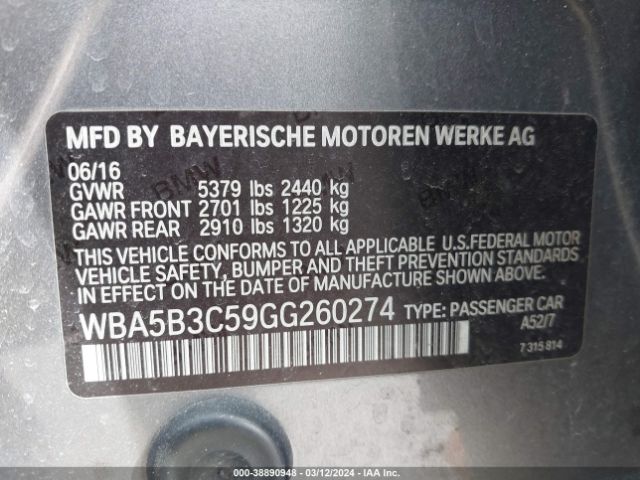 MFD BY BAYERISCHE MOTOREN WERKE AG
06/16
GVWR 5379 lbs 2440 kg
GAWR FRONT 2701 lbs 1225 kg
GAWR REAR 2910 lbs 1320 kg
THIS VEHICLE CONFORMS TO ALL APPLICABLE U.S.FEDERAL MOTOR
VEHICLE SAFETY, BUMPER AND THEFT PREVENTION STANDARDS
IN EFFECT ON THE DATE OF MANUFACTURE SHOWN ABOVE.
WBA5B3C59GG260274 TYPE: PASSENGER CAR
A52/7
7 315 814
000-38890948 - 03/12/2024 - IAA Inc.